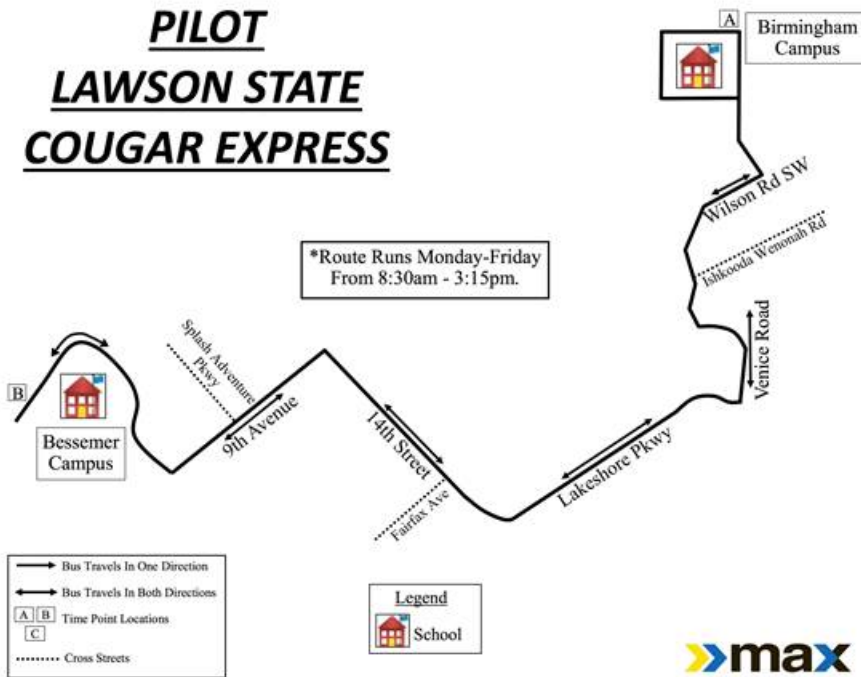 PILOT
LAWSON STATE
COUGAR EXPRESS
A
Birmingham
Campus
Wilson Rd SW
Ishkooda Wenonah Rd
*Route Runs Monday-Friday
From 8:30am - 3:15pm.
Venice Road
Splash Adventure
Pkwy
B
9th Avenue
14th Street
Bessemer
Campus
Lakeshore Pkwy
Fairfax Ave
Bus Travels In One Direction
Bus Travels In Both Directions
A B Time Point Locations
C
Cross Streets
Legend
School
max